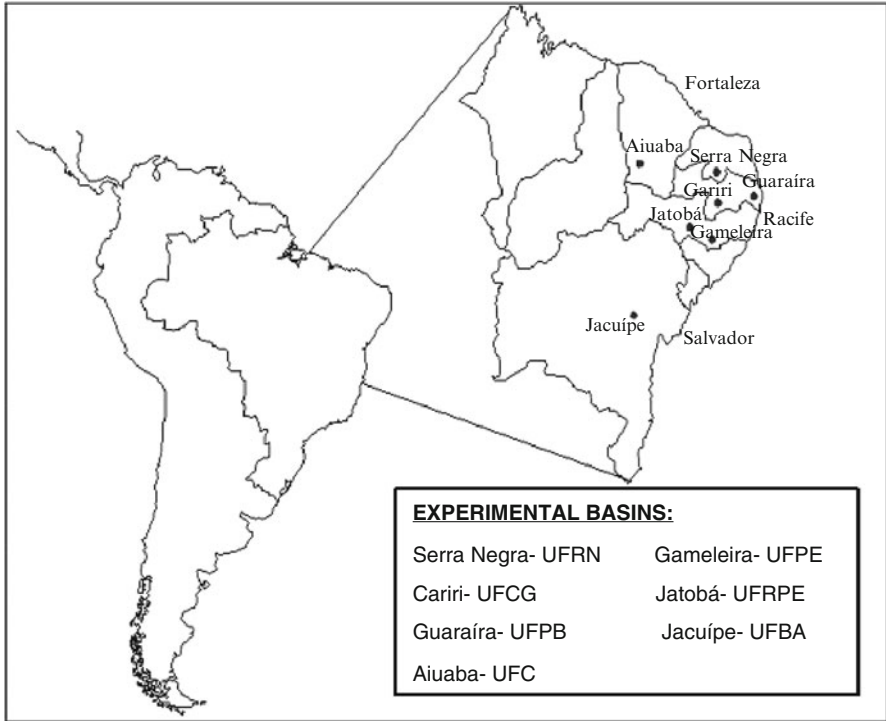 Fortaleza
Aiuaba
Serra Negra
Gariri
Guaraíra
Jatobá
Racife
Gameleira
Jacuípe
Salvador
EXPERIMENTAL BASINS:
Serra Negra- UFRN
Gameleira- UFPE
Cariri- UFCG
Jatobá- UFRPE
Guaraíra- UFPB
Jacuípe- UFBA
Aiuaba- UFC